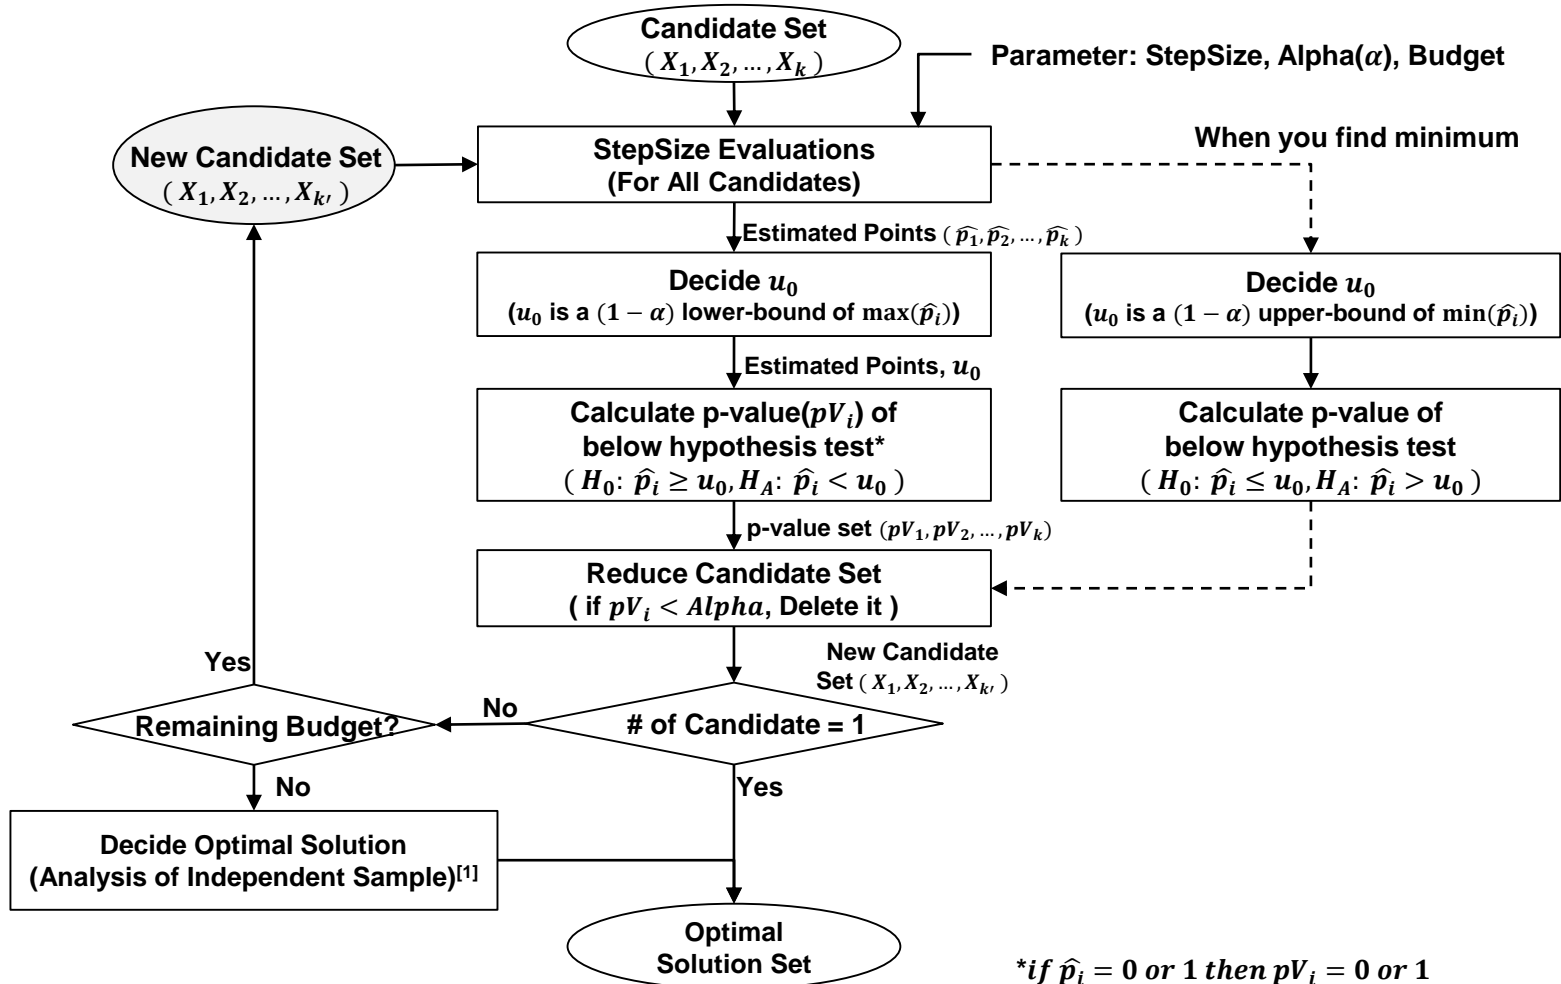 Candidate Set
( X₁, X₂, … , Xₖ )
Parameter: StepSize, Alpha(α), Budget
New Candidate Set
( X₁, X₂, … , Xₖ′ )
StepSize Evaluations
(For All Candidates)
When you find minimum
Estimated Points ( p̂₁, p̂₂, … , p̂ₖ )
Decide u₀
(u₀ is a (1 − α) lower-bound of max(p̂ᵢ))
Decide u₀
(u₀ is a (1 − α) upper-bound of min(p̂ᵢ))
Estimated Points, u₀
Calculate p-value(pVᵢ) of
below hypothesis test*
( H₀: p̂ᵢ ≥ u₀, H_A: p̂ᵢ < u₀ )
Calculate p-value of
below hypothesis test
( H₀: p̂ᵢ ≤ u₀, H_A: p̂ᵢ > u₀ )
p-value set (pV₁, pV₂, … , pVₖ)
Reduce Candidate Set
( if pVᵢ < Alpha, Delete it )
New Candidate
Set ( X₁, X₂, … , Xₖ′ )
Yes
Remaining Budget?
No
# of Candidate = 1
No
Yes
Decide Optimal Solution
(Analysis of Independent Sample)[1]
Optimal
Solution Set
*if p̂ᵢ = 0 or 1 then pVᵢ = 0 or 1